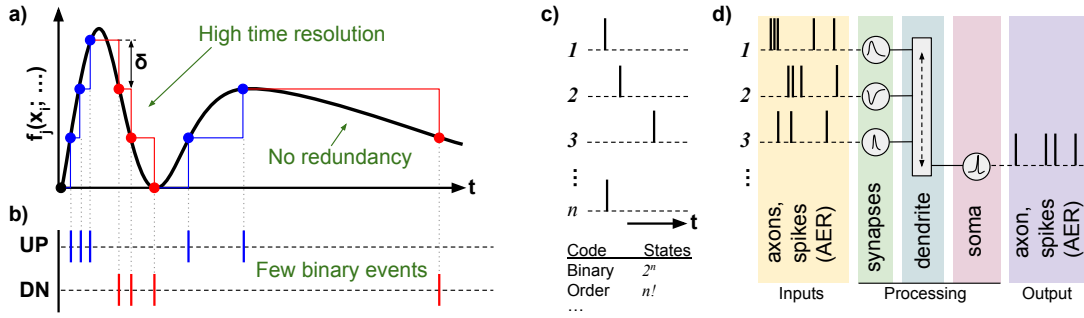 a)
f_j(x_i; ...)
High time resolution
δ
No redundancy
t
b)
UP
DN
Few binary events
c)
1
2
3
...
n
t
Code States
Binary 2^n
Order n!
...
d)
1
2
3
...
axons,
spikes
(AER)
synapses
dendrite
soma
axon,
spikes
(AER)
Inputs Processing Output